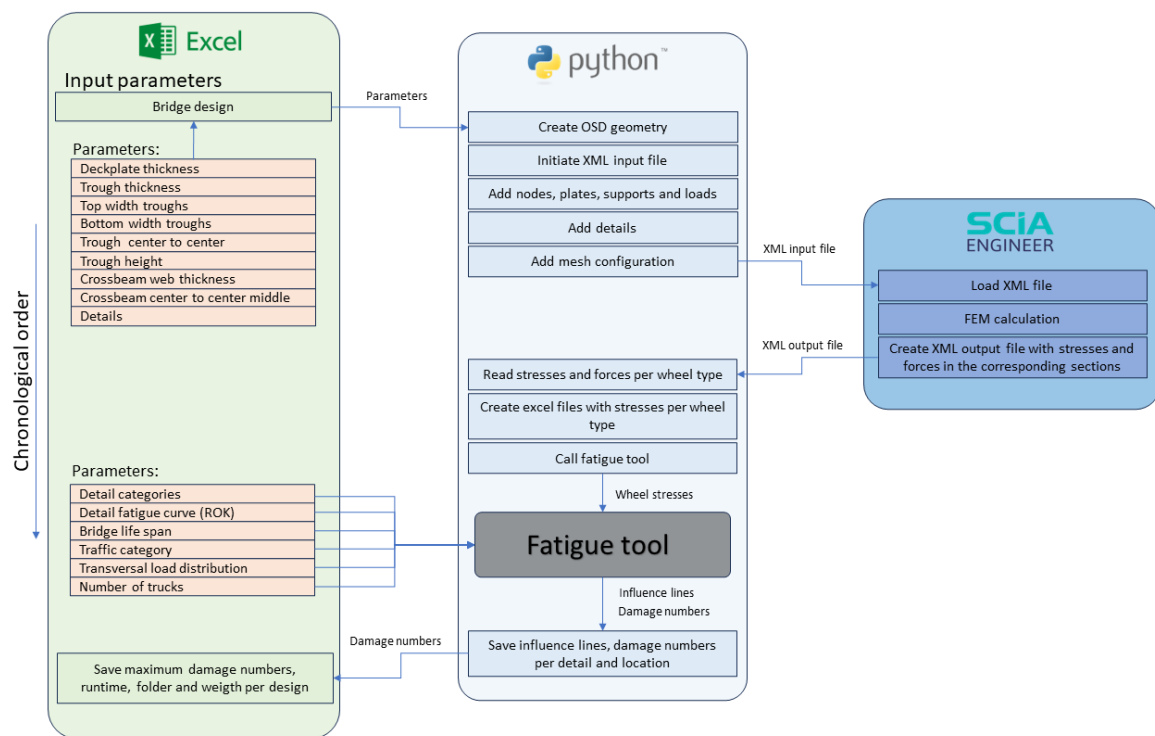 Excel
Input parameters
Bridge design
Parameters:
Deckplate thickness
Trough thickness
Top width troughs
Bottom width troughs
Trough center to center
Trough height
Crossbeam web thickness
Crossbeam center to center middle
Details
Chronological order
Parameters:
Detail categories
Detail fatigue curve (ROK)
Bridge life span
Traffic category
Transversal load distribution
Number of trucks
Save maximum damage numbers,
runtime, folder and weigth per design
Parameters
python™
Create OSD geometry
Initiate XML input file
Add nodes, plates, supports and loads
Add details
Add mesh configuration
XML input file
SCiA
ENGINEER
Load XML file
FEM calculation
Create XML output file with stresses and
forces in the corresponding sections
XML output file
Read stresses and forces per wheel type
Create excel files with stresses per wheel
type
Call fatigue tool
Wheel stresses
Fatigue tool
Influence lines
Damage numbers
Save influence lines, damage numbers
per detail and location
Damage numbers